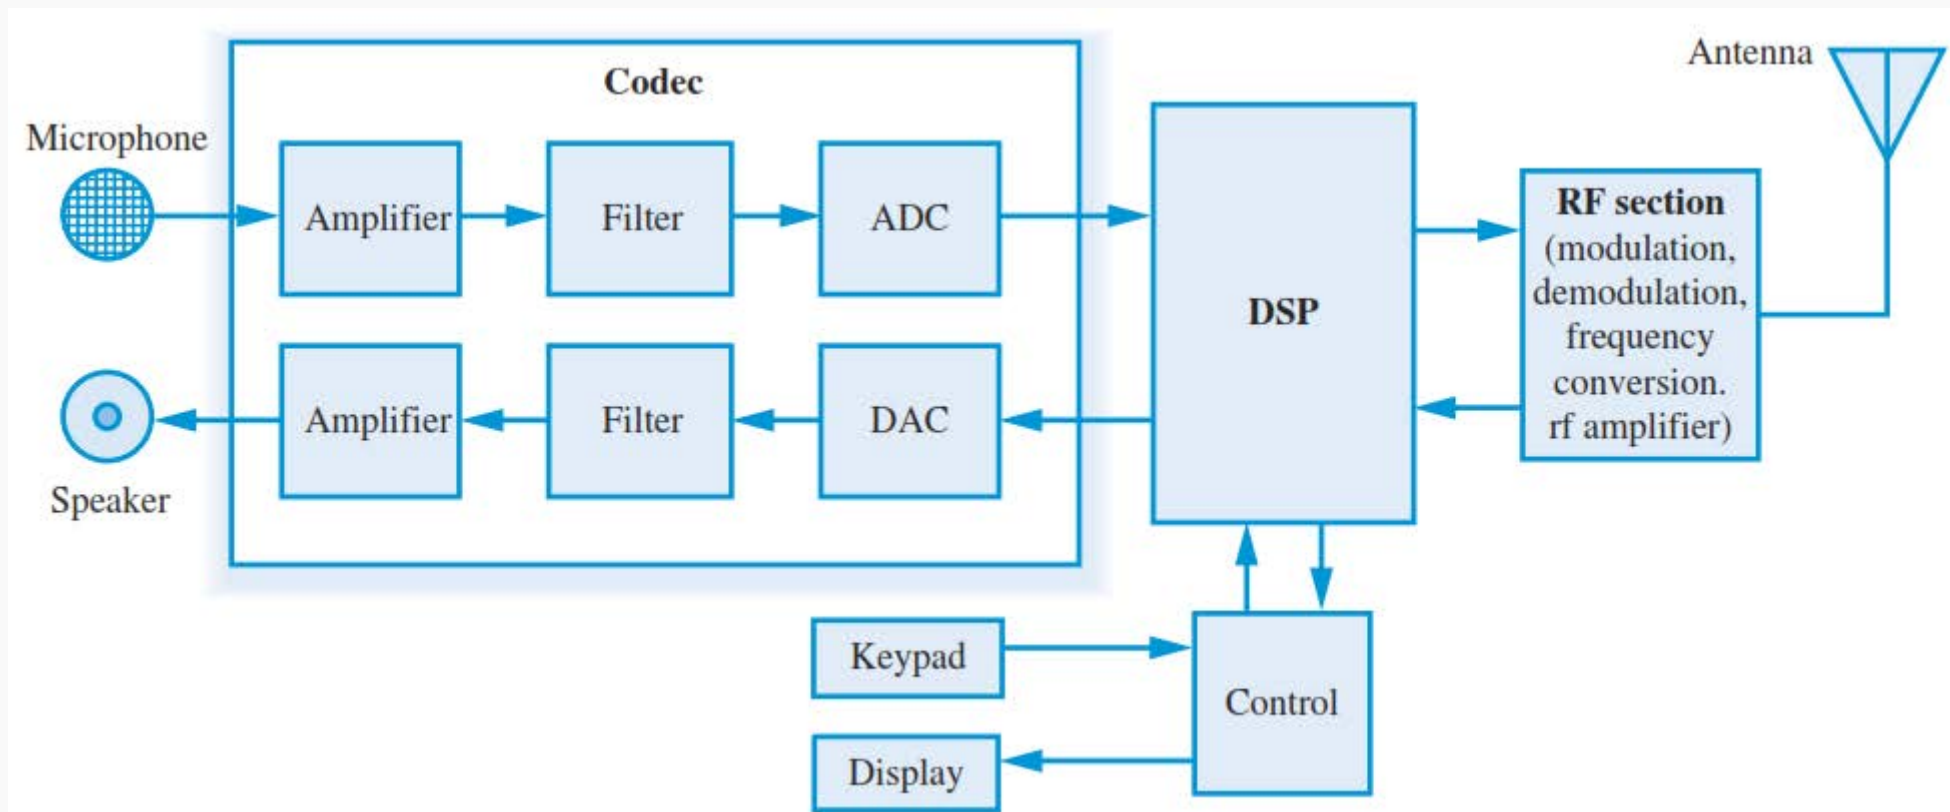 Codec
Antenna
Microphone
Amplifier
Filter
ADC
DSP
RF section
(modulation,
demodulation,
frequency
conversion.
rf amplifier)
Amplifier
Filter
DAC
Speaker
Keypad
Control
Display